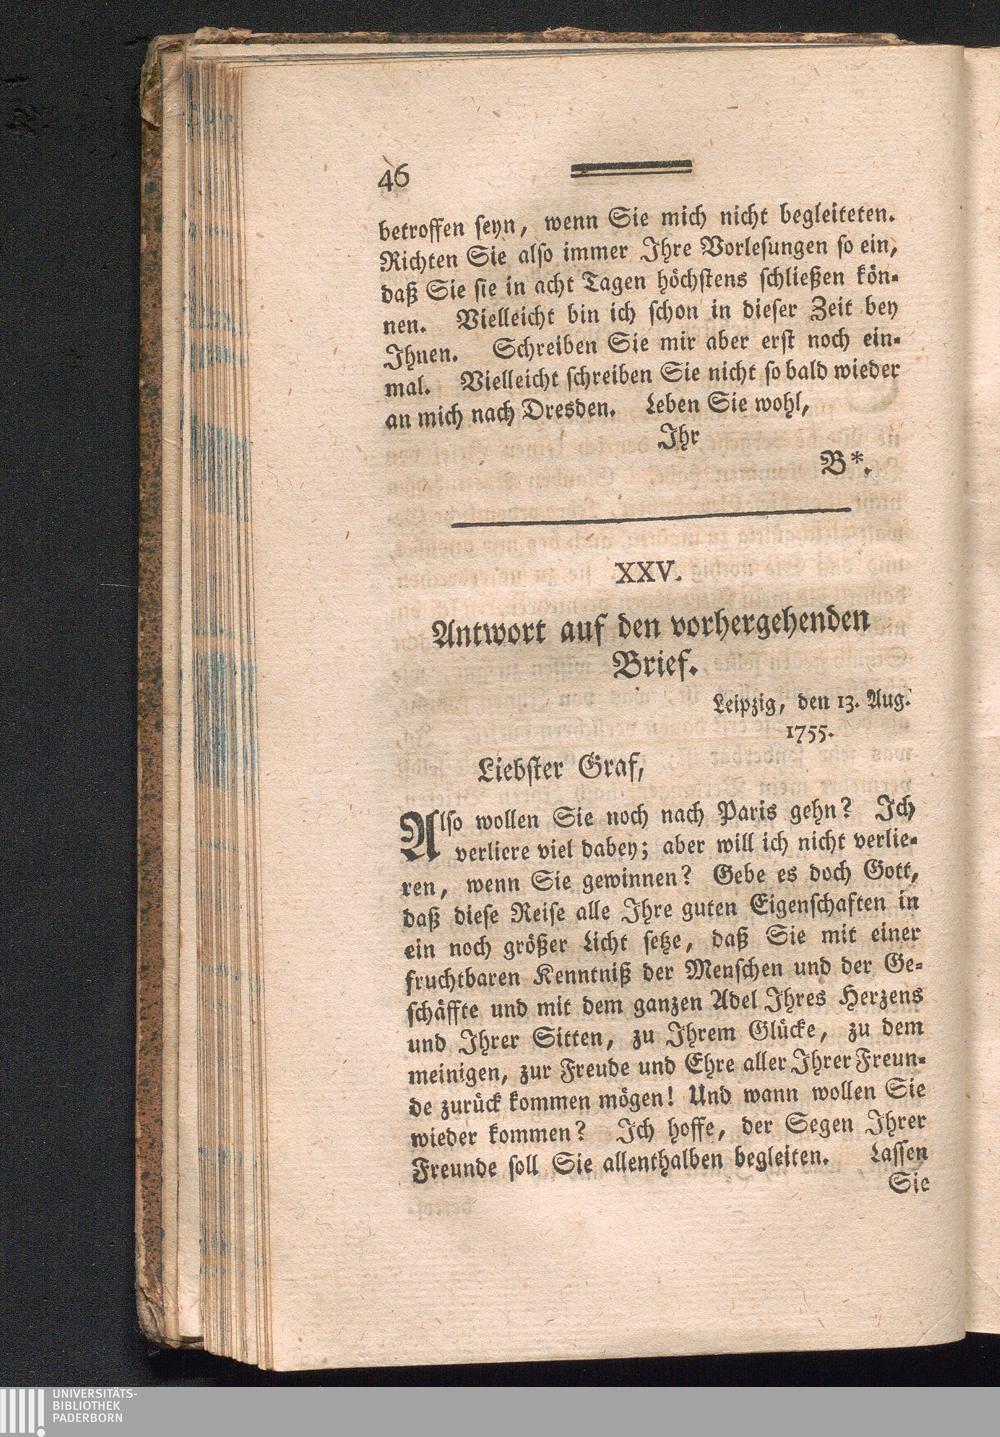 46
betroffen seyn, wenn Sie mich nicht begleiteten.
Richten Sie also immer Ihre Vorlesungen so ein,
daß Sie sie in acht Tagen höchstens schließen kön-
nen. Vielleicht bin ich schon in dieser Zeit bey
Ihnen. Schreiben Sie mir aber erst noch ein-
mal. Vielleicht schreiben Sie nicht so bald wieder
an mich nach Dresden. Leben Sie wohl,
Ihr
B*.
XXV.
Antwort auf den vorhergehenden
Brief.
Leipzig, den 13. Aug.
1755.
Liebster Graf,
Also wollen Sie noch nach Paris gehn? Ich
verliere viel dabey; aber will ich nicht verlie-
ren, wenn Sie gewinnen? Gebe es doch Gott,
daß diese Reise alle Ihre guten Eigenschaften in
ein noch größer Licht setze, daß Sie mit einer
fruchtbaren Kenntniß der Menschen und der Ge-
schäffte und mit dem ganzen Adel Ihres Herzens
und Ihrer Sitten, zu Ihrem Glücke, zu dem
meinigen, zur Freude und Ehre aller Ihrer Freun-
de zurück kommen mögen! Und wann wollen Sie
wieder kommen? Ich hoffe, der Segen Ihrer
Freunde soll Sie allenthalben begleiten. Lassen
Sie
UNIVERSITÄTS-
BIBLIOTHEK
PADERBORN